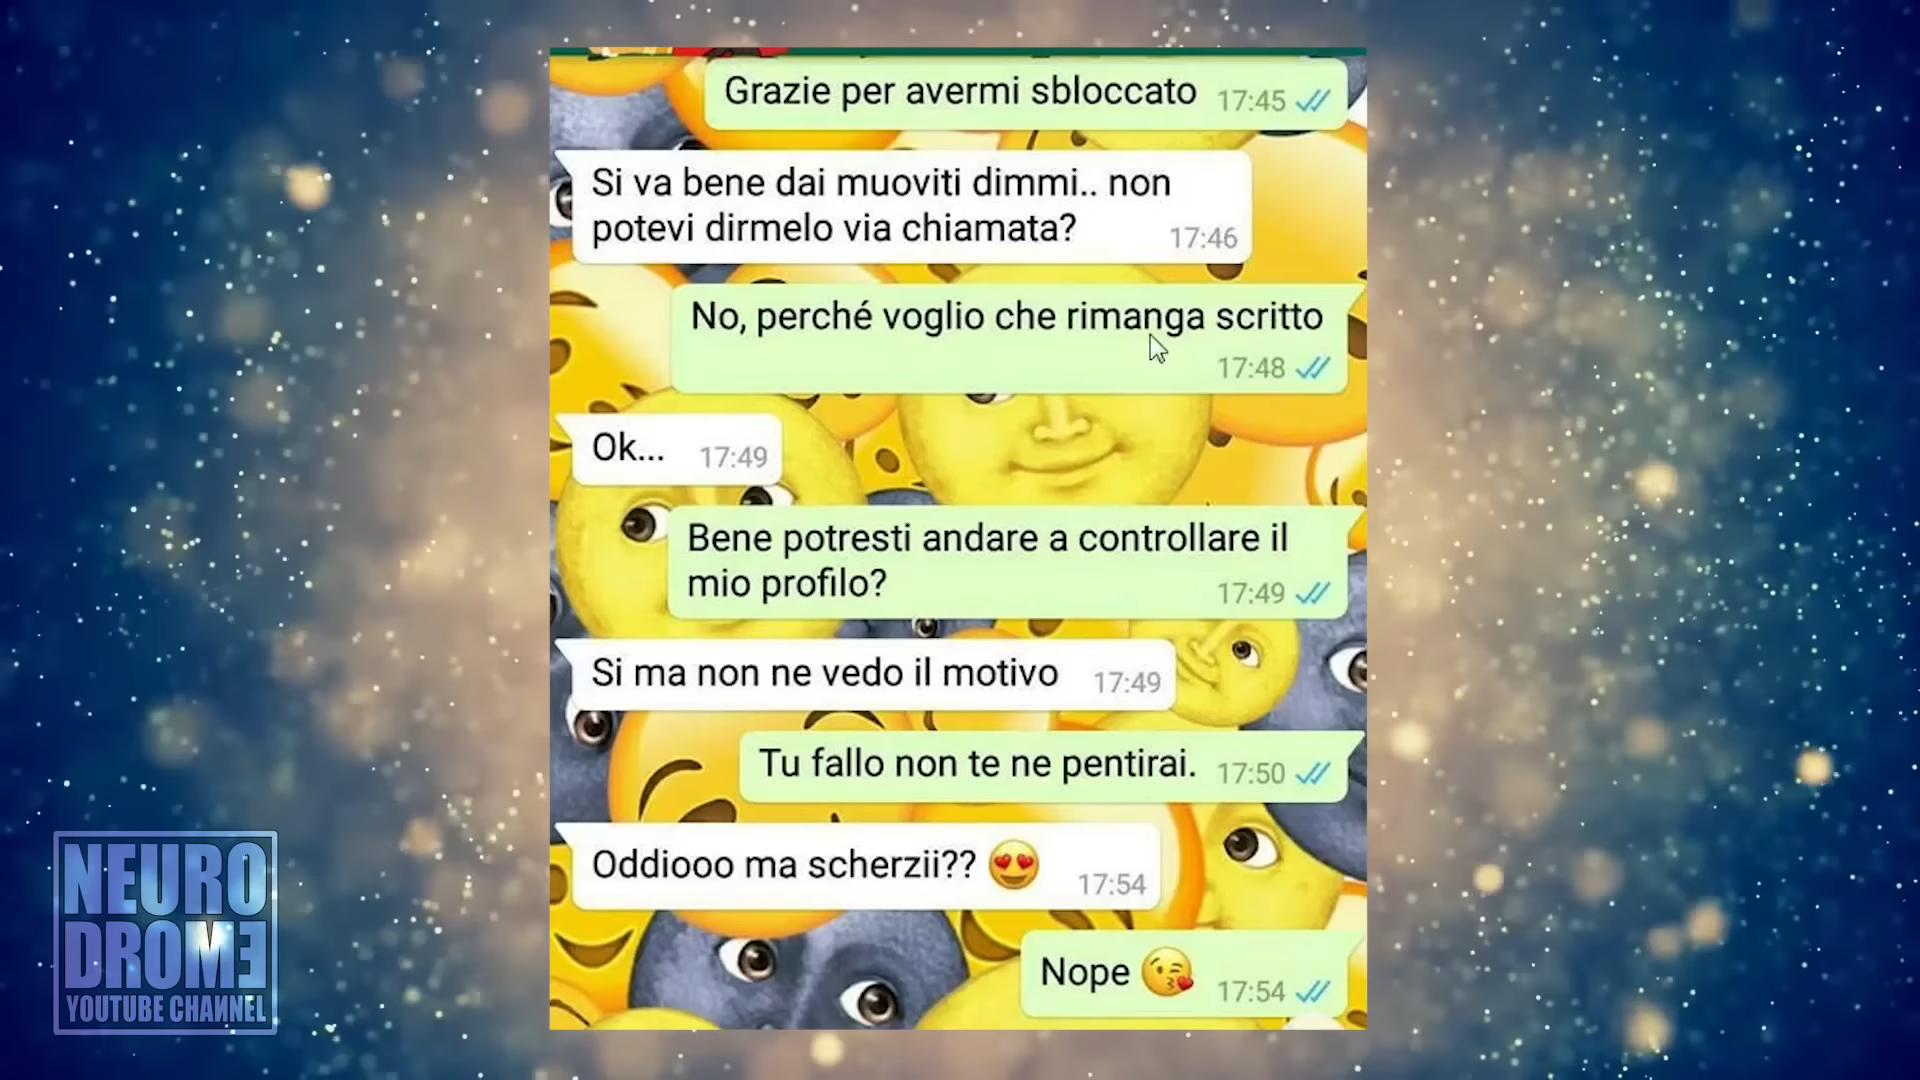 Grazie per avermi sbloccato 17:45
Si va bene dai muoviti dimmi.. non
potevi dirmelo via chiamata? 17:46
No, perché voglio che rimanga scritto
17:48
Ok... 17:49
Bene potresti andare a controllare il
mio profilo? 17:49
Si ma non ne vedo il motivo 17:49
Tu fallo non te ne pentirai. 17:50
Oddiooo ma scherzii?? 😍 17:54
Nope 😘 17:54
NEURO
DROME
YOUTUBE CHANNEL